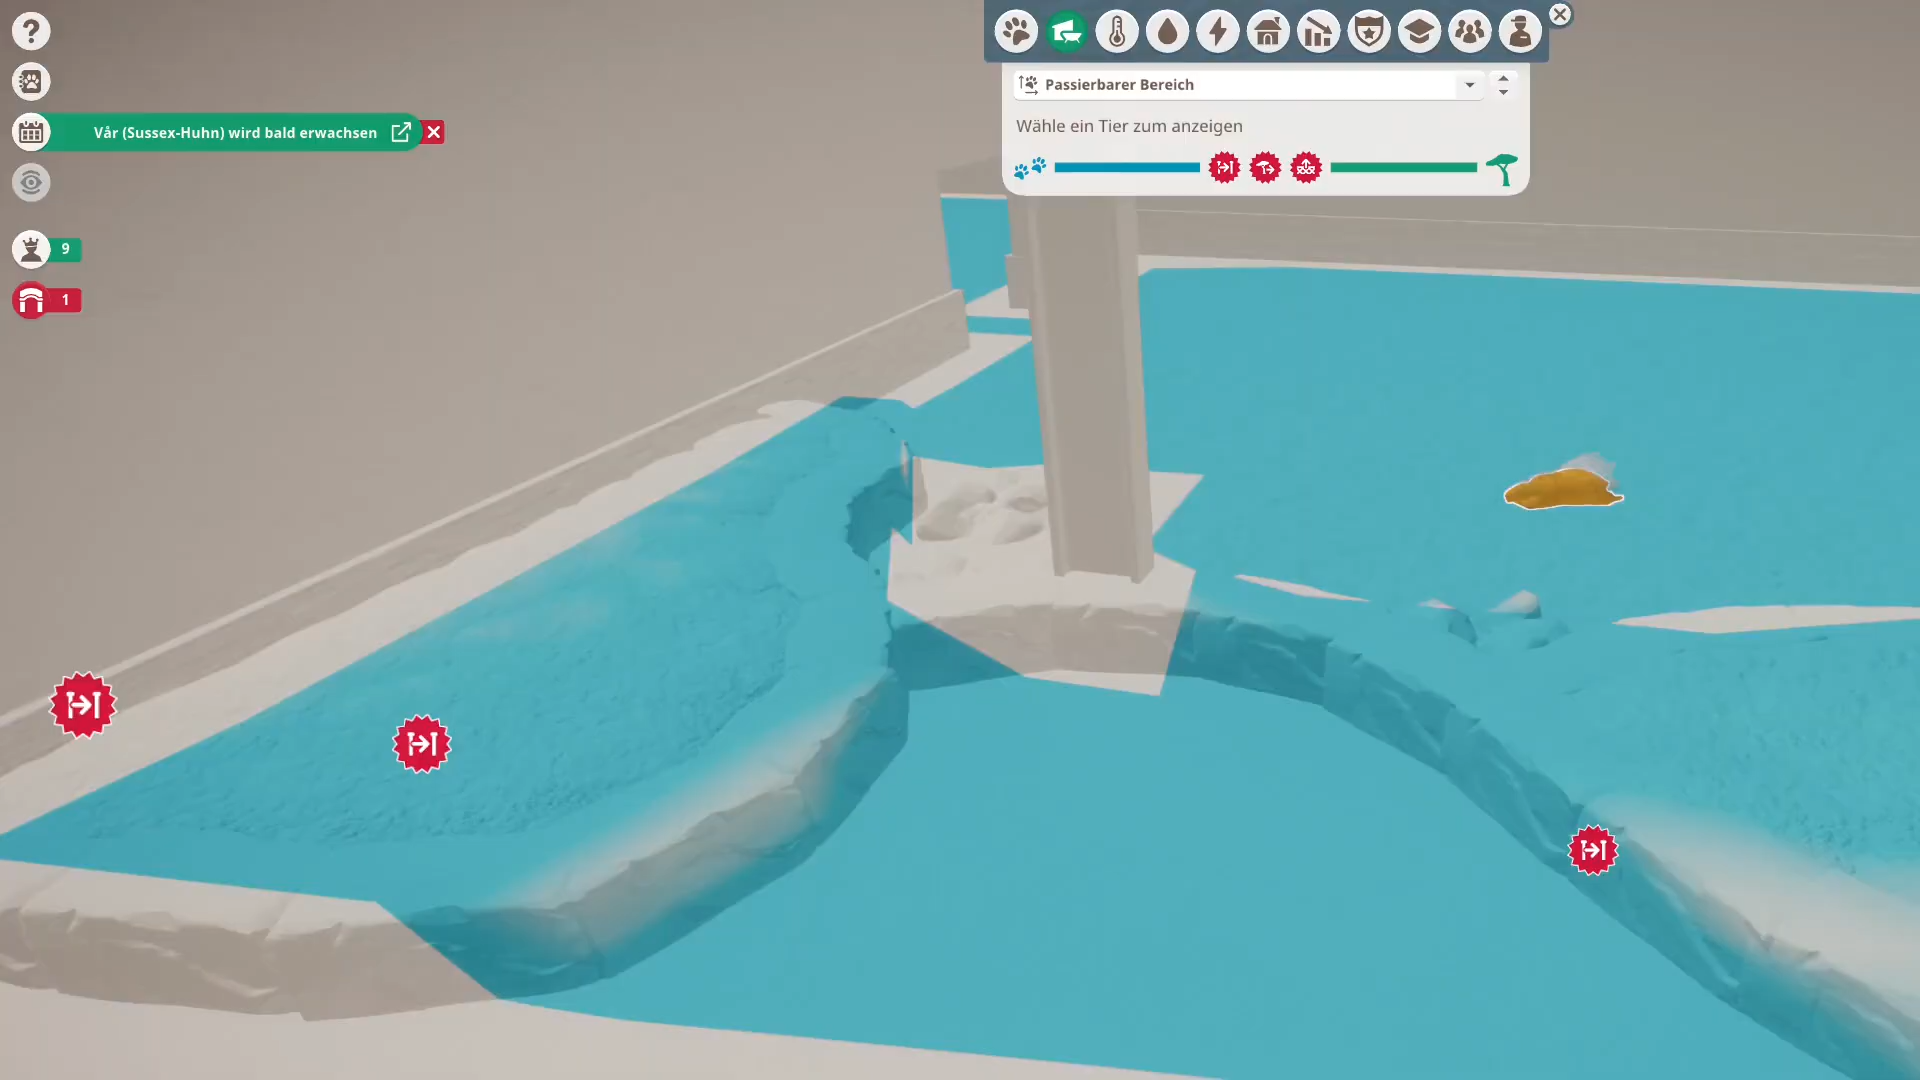 Passierbarer Bereich
Wähle ein Tier zum anzeigen
Vår (Sussex-Huhn) wird bald erwachsen
9
1